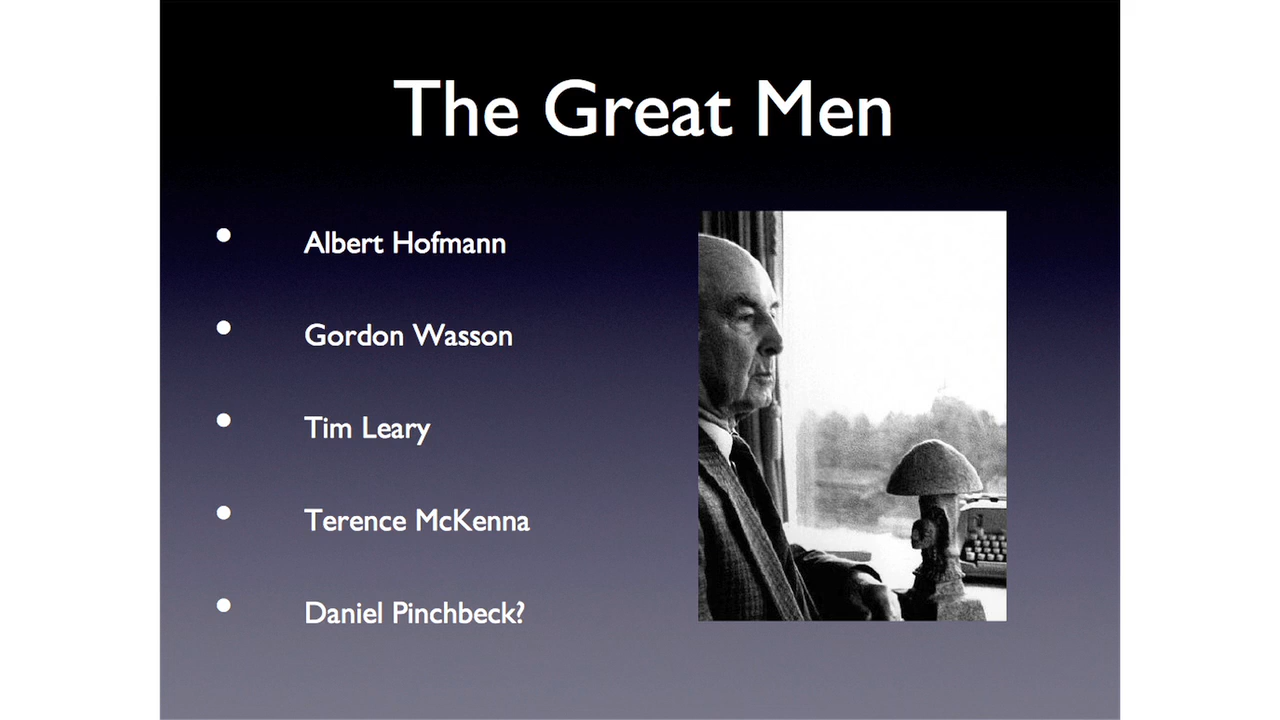 The Great Men
• Albert Hofmann
• Gordon Wasson
• Tim Leary
• Terence McKenna
• Daniel Pinchbeck?